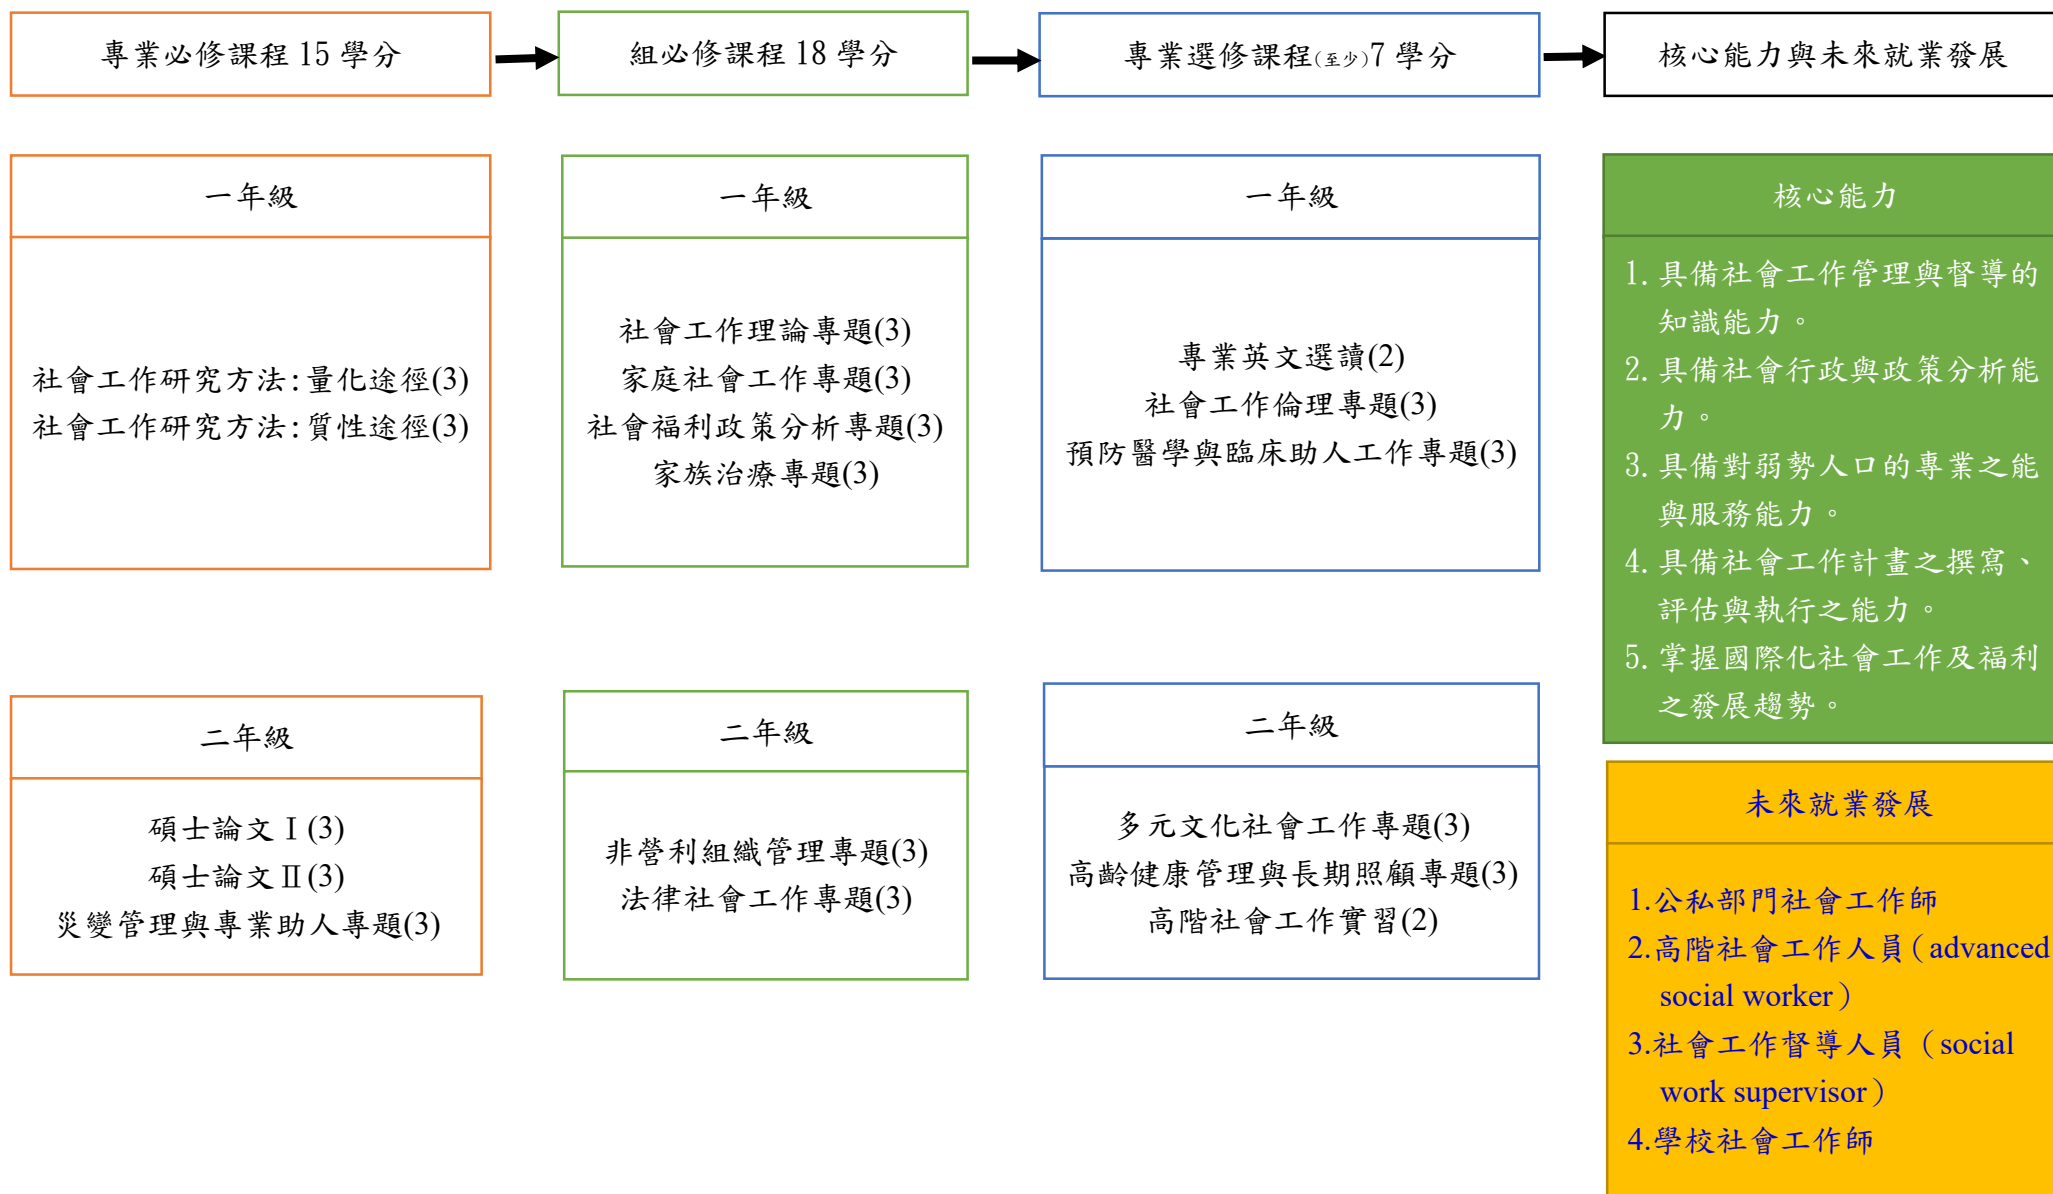 專業必修課程 15 學分
組必修課程 18 學分
專業選修課程(至少)7 學分
核心能力與未來就業發展
一年級
社會工作研究方法:量化途徑(3)
社會工作研究方法:質性途徑(3)
一年級
社會工作理論專題(3)
家庭社會工作專題(3)
社會福利政策分析專題(3)
家族治療專題(3)
一年級
專業英文選讀(2)
社會工作倫理專題(3)
預防醫學與臨床助人工作專題(3)
核心能力
1. 具備社會工作管理與督導的
知識能力。
2. 具備社會行政與政策分析能
力。
3. 具備對弱勢人口的專業之能
與服務能力。
4. 具備社會工作計畫之撰寫、
評估與執行之能力。
5. 掌握國際化社會工作及福利
之發展趨勢。
二年級
碩士論文Ⅰ(3)
碩士論文Ⅱ(3)
災變管理與專業助人專題(3)
二年級
非營利組織管理專題(3)
法律社會工作專題(3)
二年級
多元文化社會工作專題(3)
高齡健康管理與長期照顧專題(3)
高階社會工作實習(2)
未來就業發展
1.公私部門社會工作師
2.高階社會工作人員（advanced
social worker）
3.社會工作督導人員（social
work supervisor）
4.學校社會工作師